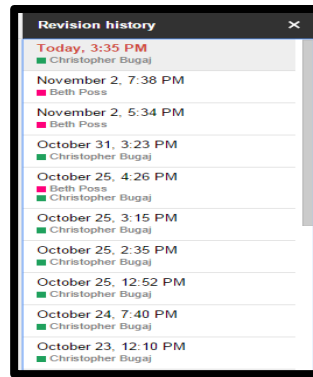 Revision history ×
Today, 3:35 PM
Christopher Bugaj
November 2, 7:38 PM
Beth Poss
November 2, 5:34 PM
Beth Poss
October 31, 3:23 PM
Christopher Bugaj
October 25, 4:26 PM
Beth Poss
Christopher Bugaj
October 25, 3:15 PM
Christopher Bugaj
October 25, 2:35 PM
Christopher Bugaj
October 25, 12:52 PM
Christopher Bugaj
October 24, 7:40 PM
Christopher Bugaj
October 23, 12:10 PM
Christopher Bugaj